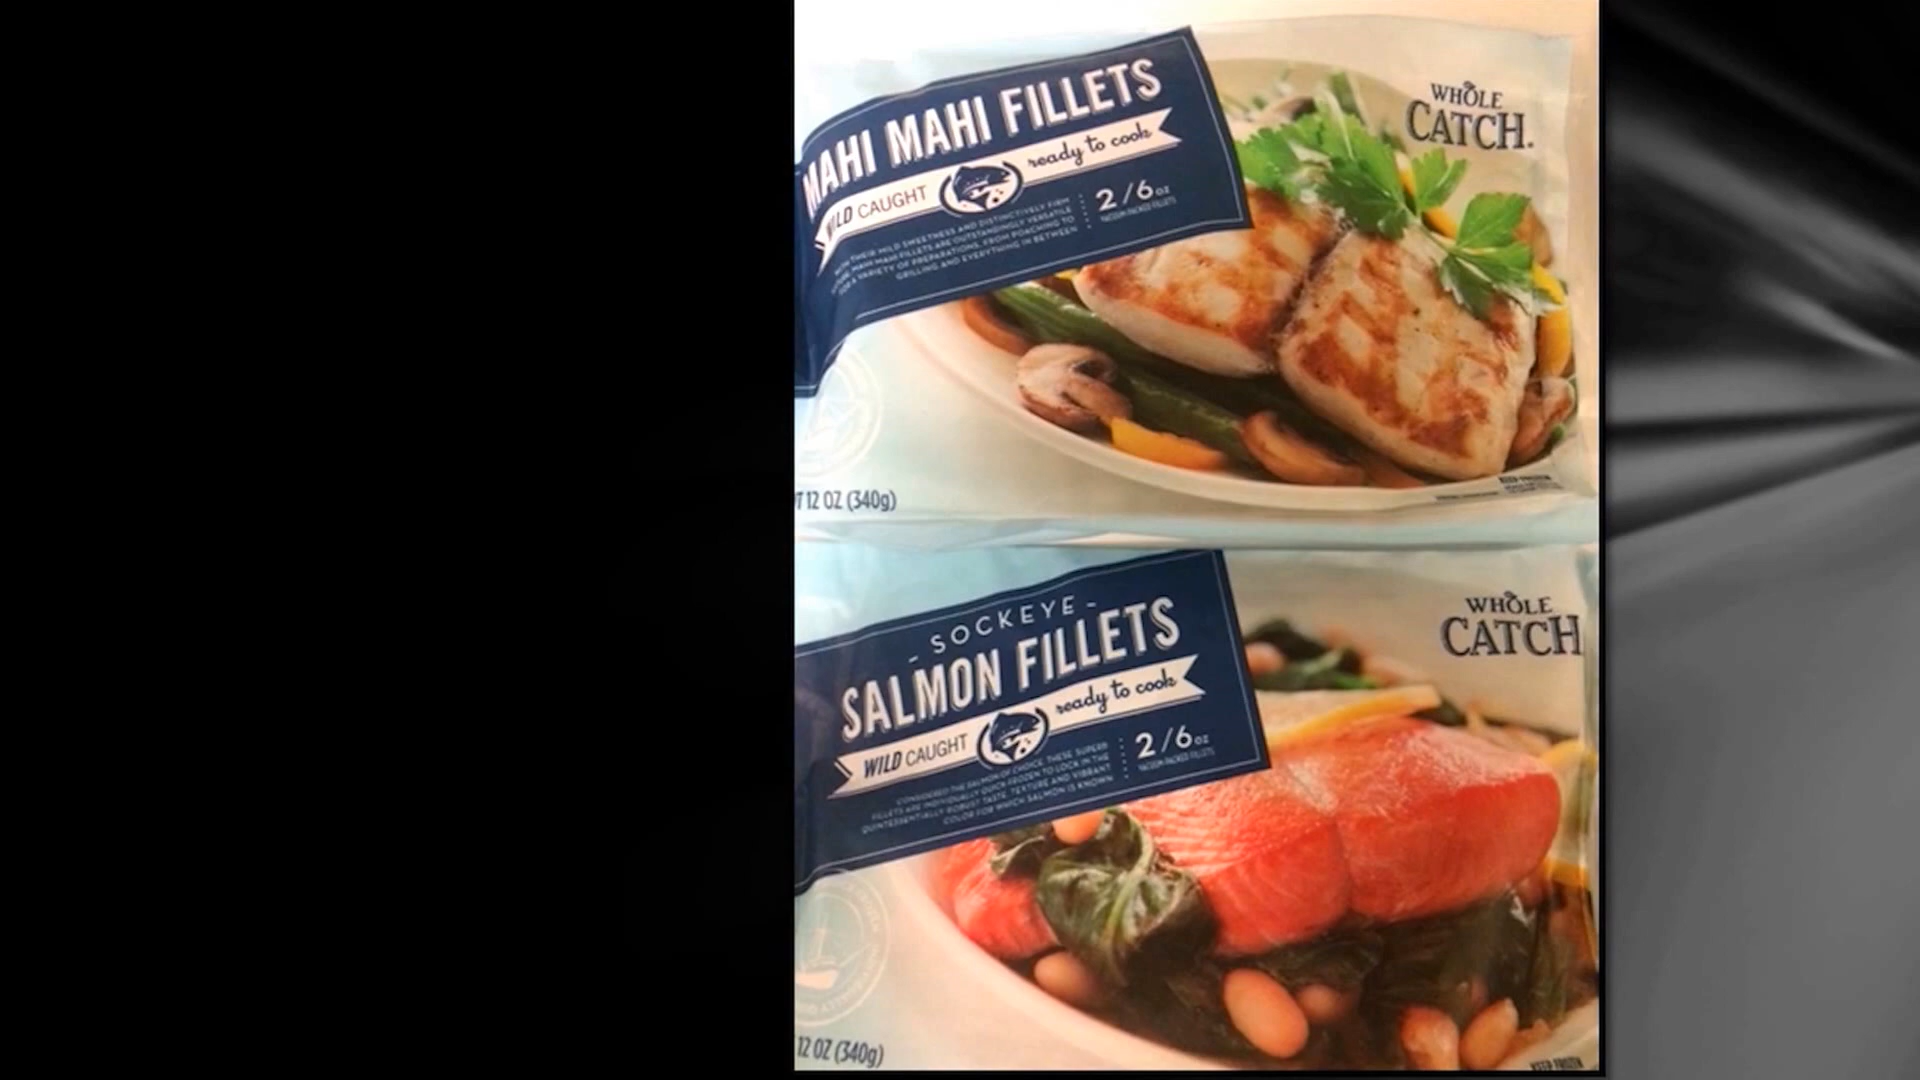 MAHI MAHI FILLETS
WILD CAUGHT ready to cook
2/6 oz
VACUUM PACKED FILLETS
THEIR MILD SWEETNESS AND DISTINCTIVELY FIRM
MAHI MAHI FILLETS ARE OUTSTANDINGLY VERSATILE
FOR A VARIETY OF PREPARATIONS, FROM POACHING TO
GRILLING AND EVERYTHING IN BETWEEN
WHOLE
CATCH.
12 OZ (340g)
KEEP FROZEN
- SOCKEYE -
SALMON FILLETS
WILD CAUGHT ready to cook
2/6 oz
VACUUM PACKED FILLETS
CONSIDERED THE SALMON OF CHOICE, THESE SUPERB
FILLETS ARE INDIVIDUALLY QUICK FROZEN TO LOCK IN THE
QUINTESSENTIALLY ROBUST TASTE, TEXTURE AND VIBRANT
COLOR FOR WHICH SALMON IS KNOWN
WHOLE
CATCH
12 OZ (340g)
KEEP FROZEN